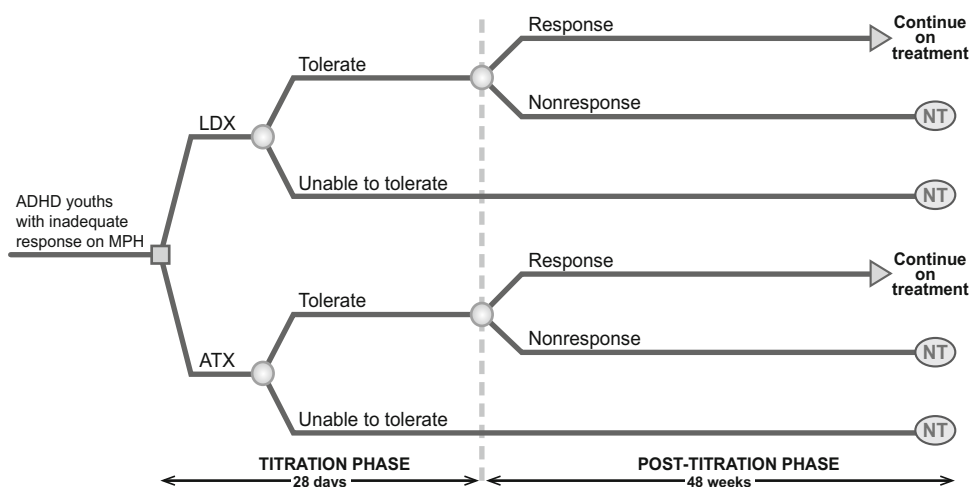 Response
Continue
on
treatment
Tolerate
Nonresponse
NT
LDX
Unable to tolerate
NT
ADHD youths
with inadequate
response on MPH
Response
Continue
on
treatment
Tolerate
Nonresponse
NT
ATX
Unable to tolerate
NT
TITRATION PHASE
28 days
POST-TITRATION PHASE
48 weeks